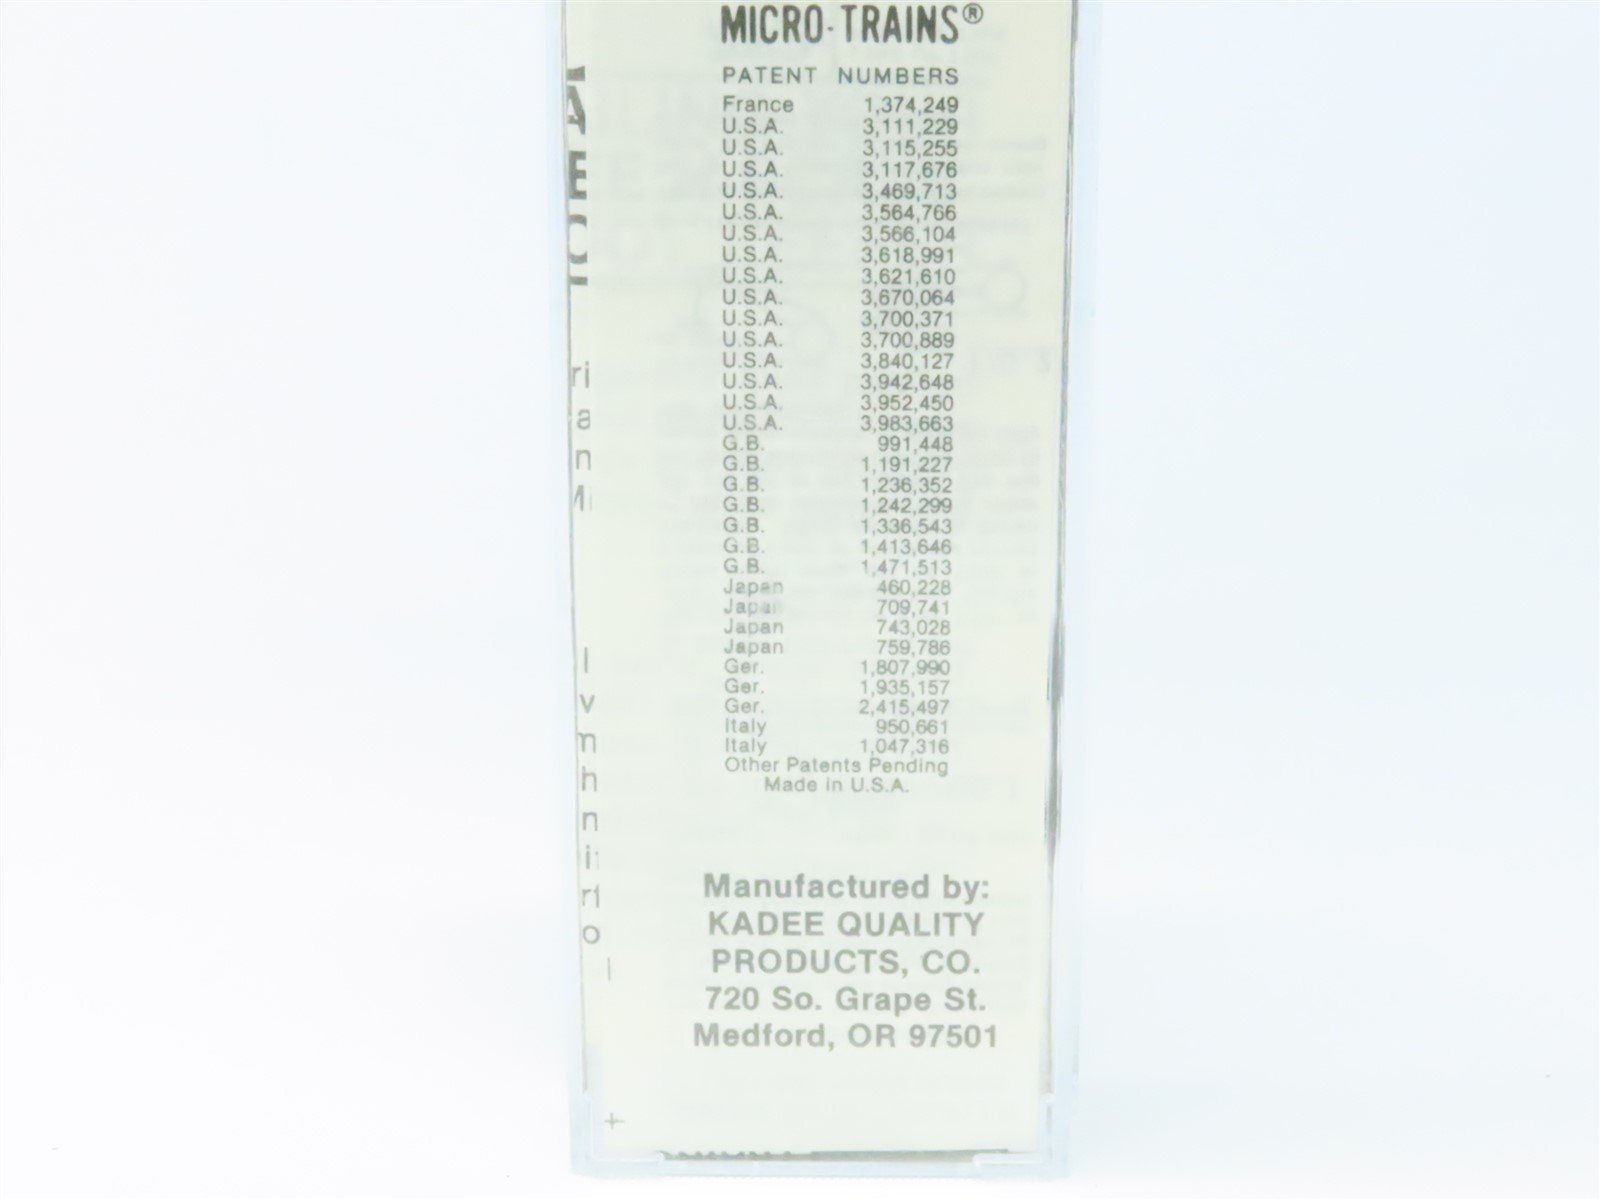 MICRO-TRAINS®
PATENT NUMBERS
France 1,374,249
U.S.A. 3,111,229
U.S.A. 3,115,255
U.S.A. 3,117,676
U.S.A. 3,469,713
U.S.A. 3,564,766
U.S.A. 3,566,104
U.S.A. 3,618,991
U.S.A. 3,621,610
U.S.A. 3,670,064
U.S.A. 3,700,371
U.S.A. 3,700,889
U.S.A. 3,840,127
U.S.A. 3,942,648
U.S.A. 3,952,450
U.S.A. 3,983,663
G.B. 991,448
G.B. 1,191,227
G.B. 1,236,352
G.B. 1,242,299
G.B. 1,336,543
G.B. 1,413,646
G.B. 1,471,513
Japan 460,228
Japan 709,741
Japan 743,028
Japan 759,786
Ger. 1,807,990
Ger. 1,935,157
Ger. 2,415,497
Italy 950,661
Italy 1,047,316
Other Patents Pending
Made in U.S.A.
Manufactured by:
KADEE QUALITY
PRODUCTS, CO.
720 So. Grape St.
Medford, OR 97501